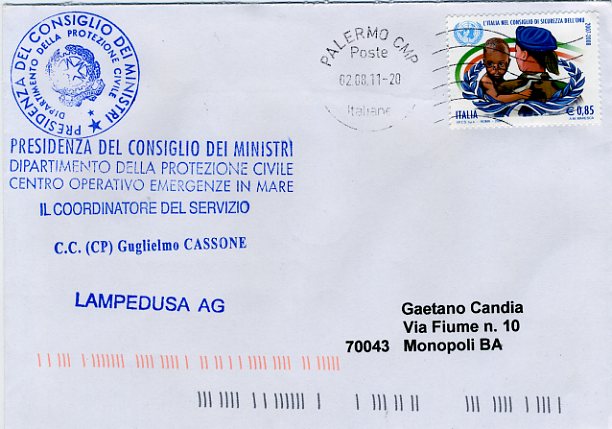 PRESIDENZA DEL CONSIGLIO DEI MINISTRI
DIPARTIMENTO DELLA PROTEZIONE CIVILE
PALERMO CMP
Poste
02.08.11-20
Italiane
L'ITALIA NEL CONSIGLIO DI SICUREZZA DELL'ONU
2007-2008
ITALIA
€ 0,85
PRESIDENZA DEL CONSIGLIO DEI MINISTRI
DIPARTIMENTO DELLA PROTEZIONE CIVILE
CENTRO OPERATIVO EMERGENZE IN MARE
IL COORDINATORE DEL SERVIZIO
C.C. (CP) Guglielmo CASSONE
LAMPEDUSA AG
Gaetano Candia
Via Fiume n. 10
70043 Monopoli BA